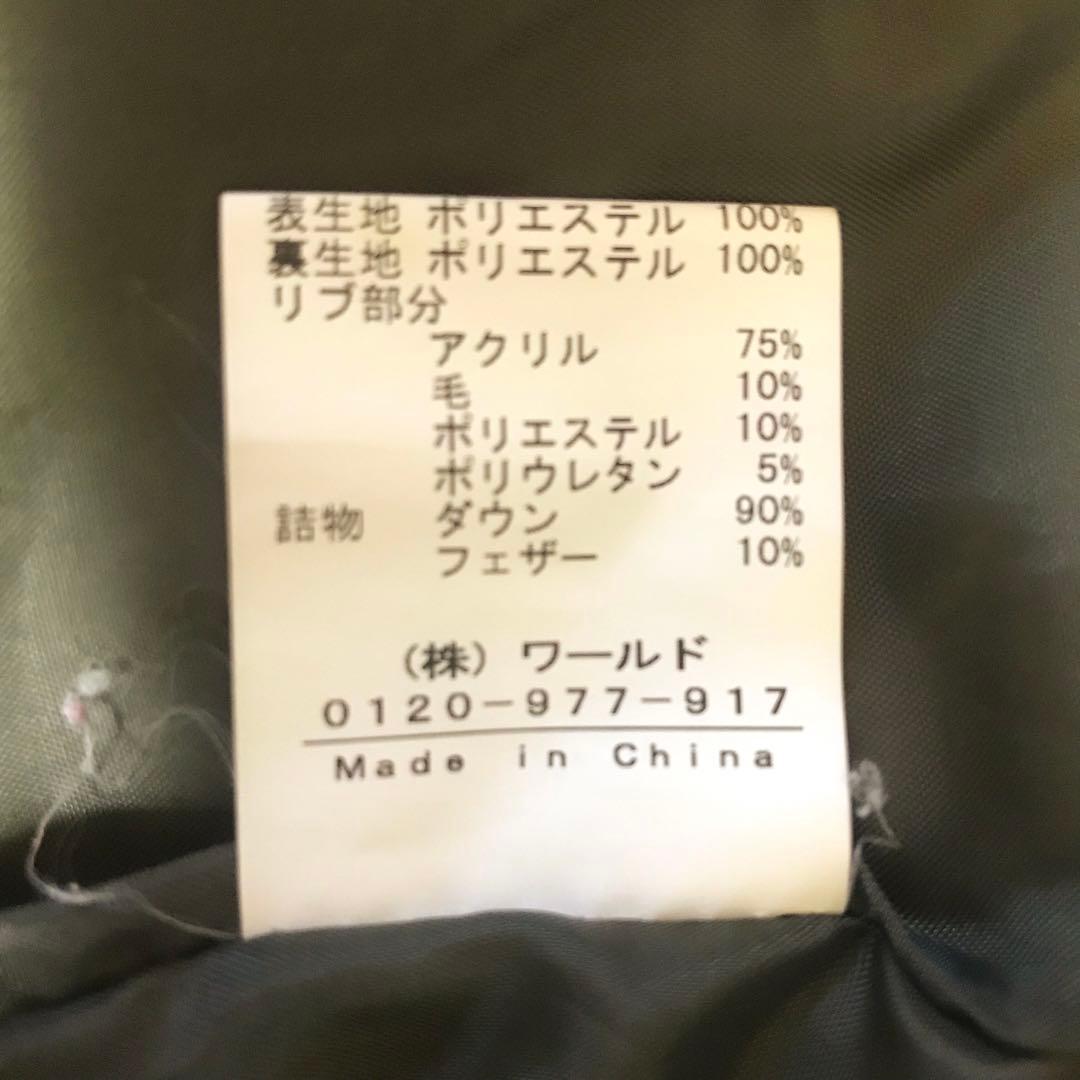 表生地 ポリエステル 100%
裏生地 ポリエステル 100%
リブ部分
アクリル 75%
毛 10%
ポリエステル 10%
ポリウレタン 5%
詰物 ダウン 90%
フェザー 10%
(株) ワールド
0120-977-917
Made in China